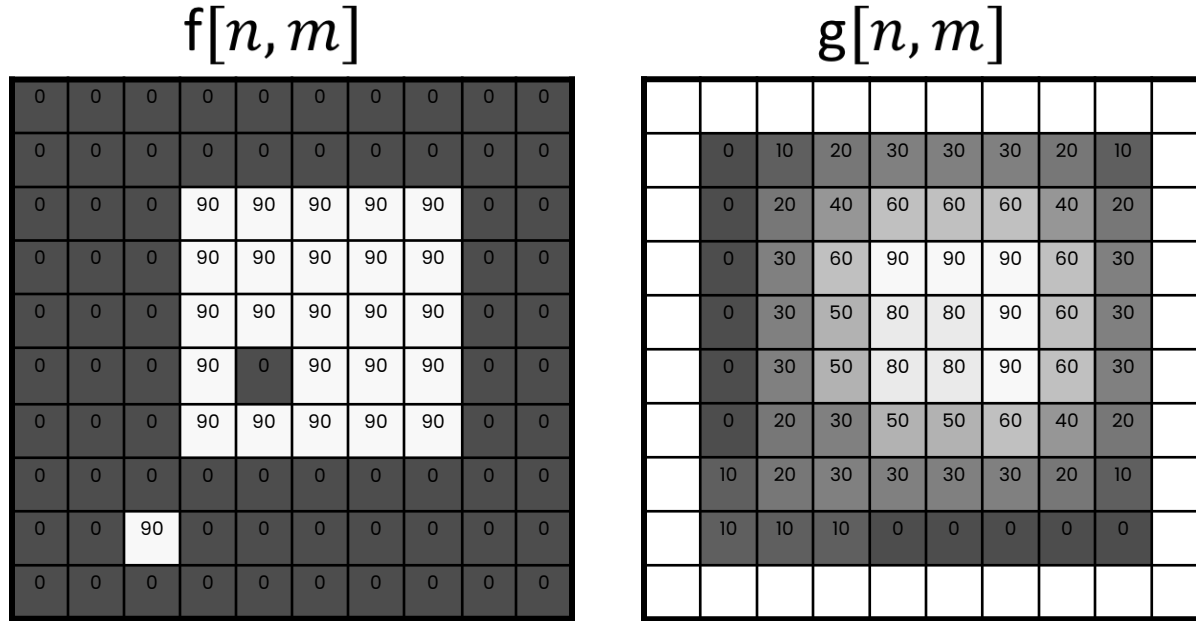 f[n, m] g[n, m]
0 0 0 0 0 0 0 0 0 0
0 0 0 0 0 0 0 0 0 0 0 10 20 30 30 30 20 10
0 0 0 90 90 90 90 90 0 0 0 20 40 60 60 60 40 20
0 0 0 90 90 90 90 90 0 0 0 30 60 90 90 90 60 30
0 0 0 90 90 90 90 90 0 0 0 30 50 80 80 90 60 30
0 0 0 90 0 90 90 90 0 0 0 30 50 80 80 90 60 30
0 0 0 90 90 90 90 90 0 0 0 20 30 50 50 60 40 20
0 0 0 0 0 0 0 0 0 0 10 20 30 30 30 30 20 10
0 0 90 0 0 0 0 0 0 0 10 10 10 0 0 0 0 0
0 0 0 0 0 0 0 0 0 0